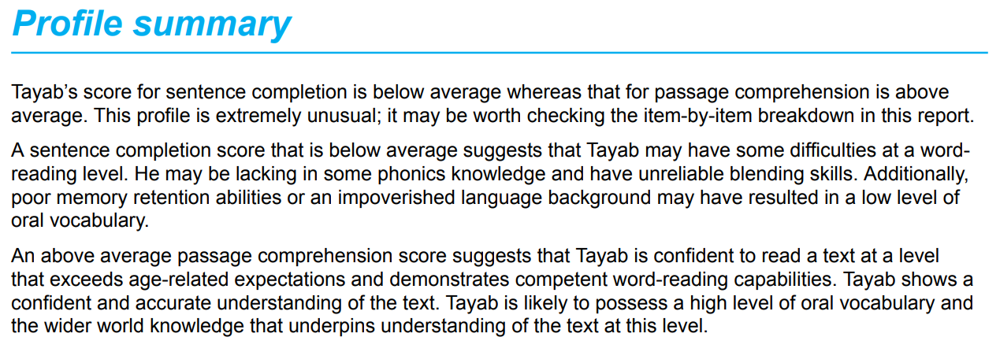 Profile summary
Tayab’s score for sentence completion is below average whereas that for passage comprehension is above
average. This profile is extremely unusual; it may be worth checking the item-by-item breakdown in this report.
A sentence completion score that is below average suggests that Tayab may have some difficulties at a word-
reading level. He may be lacking in some phonics knowledge and have unreliable blending skills. Additionally,
poor memory retention abilities or an impoverished language background may have resulted in a low level of
oral vocabulary.
An above average passage comprehension score suggests that Tayab is confident to read a text at a level
that exceeds age-related expectations and demonstrates competent word-reading capabilities. Tayab shows a
confident and accurate understanding of the text. Tayab is likely to possess a high level of oral vocabulary and
the wider world knowledge that underpins understanding of the text at this level.